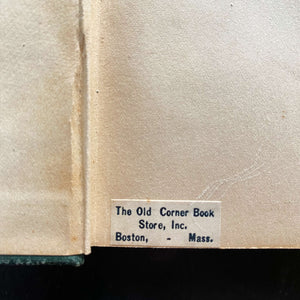 The Old Corner Book
Store, Inc.
Boston, - Mass.